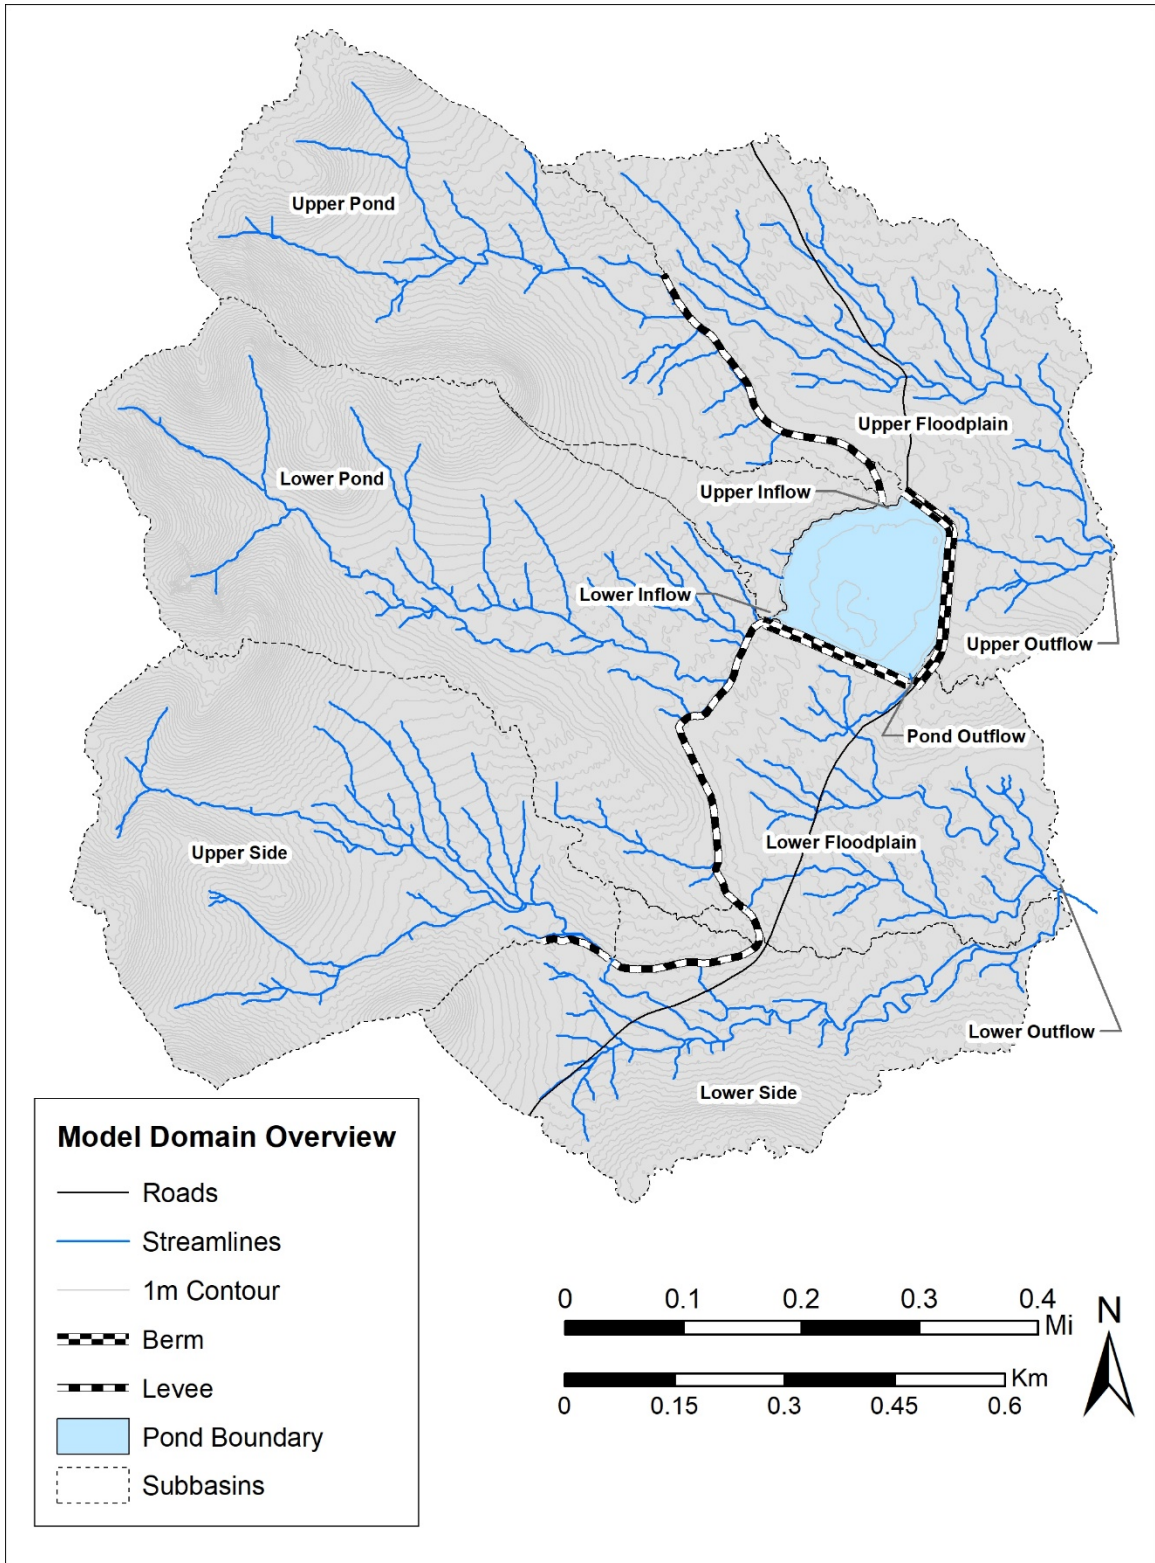 Upper Pond
Upper Floodplain
Lower Pond
Upper Inflow
Lower Inflow
Upper Outflow
Pond Outflow
Lower Floodplain
Upper Side
Lower Outflow
Lower Side
Model Domain Overview
Roads
Streamlines
1m Contour
Berm
Levee
Pond Boundary
Subbasins
0 0.1 0.2 0.3 0.4
Mi
Km
0 0.15 0.3 0.45 0.6
N